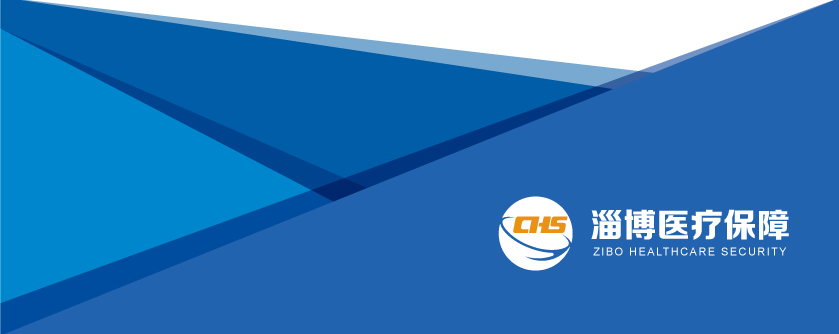 CHS
淄博医疗保障
ZIBO HEALTHCARE SECURITY